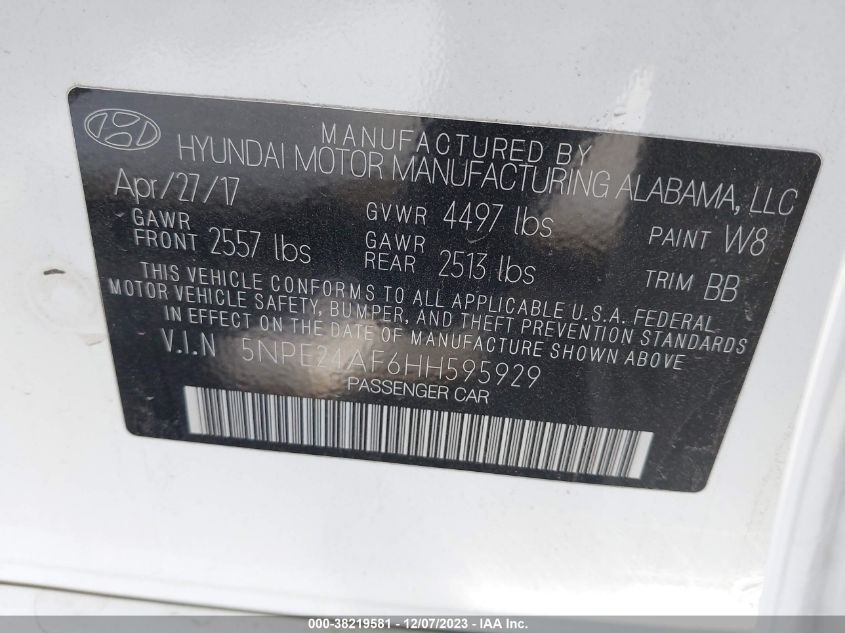 MANUFACTURED BY
HYUNDAI MOTOR MANUFACTURING ALABAMA, LLC
Apr/27/17
GAWR FRONT 2557 lbs
GVWR 4497 lbs
GAWR REAR 2513 lbs
PAINT W8
TRIM BB
THIS VEHICLE CONFORMS TO ALL APPLICABLE U.S.A. FEDERAL
MOTOR VEHICLE SAFETY, BUMPER, AND THEFT PREVENTION STANDARDS
IN EFFECT ON THE DATE OF MANUFACTURE SHOWN ABOVE
V.I.N 5NPE24AF6HH595929
PASSENGER CAR
000-38219581 - 12/07/2023 - © IAA Inc.